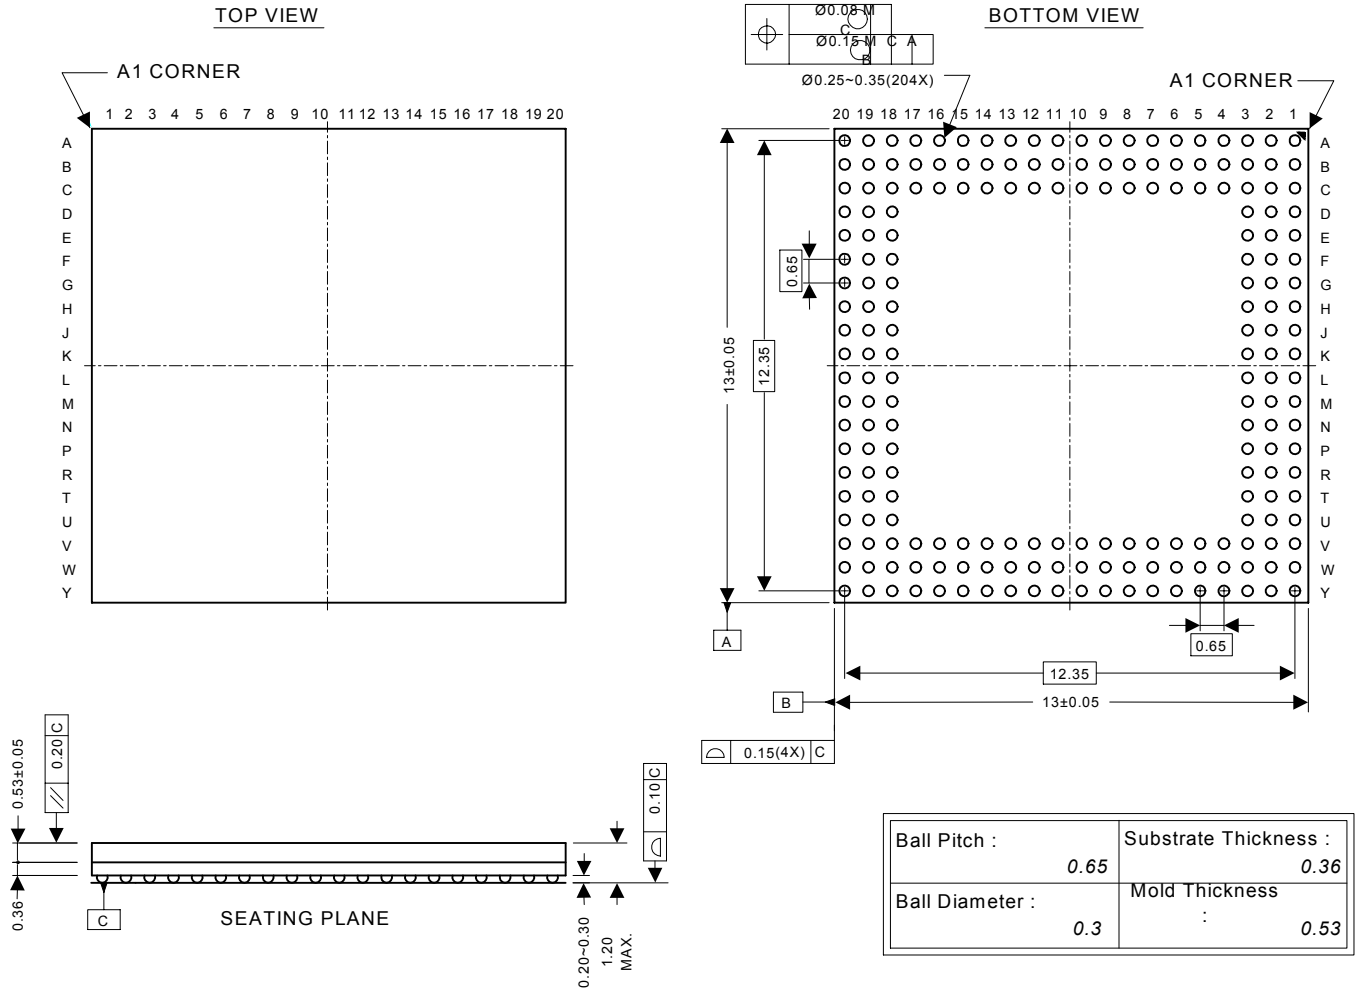 TOP VIEW
BOTTOM VIEW
Ø0.08 M
C
Ø0.15 M C A
B
Ø0.25~0.35(204X)
A1 CORNER
A1 CORNER
1 2 3 4 5 6 7 8 9 10 11 12 13 14 15 16 17 18 19 20
20 19 18 17 16 15 14 13 12 11 10 9 8 7 6 5 4 3 2 1
A
B
C
D
E
F
G
H
J
K
L
M
N
P
R
T
U
V
W
Y
0.65
13±0.05
12.35
A
B
C
D
E
F
G
H
J
K
L
M
N
P
R
T
U
V
W
Y
A
0.65
12.35
B
13±0.05
0.15(4X) C
0.53±0.05
0.20 C
0.10 C
0.36
C
SEATING PLANE
0.20~0.30
1.20
MAX.
Ball Pitch :
0.65
Substrate Thickness :
0.36
Ball Diameter :
0.3
Mold Thickness
:
0.53